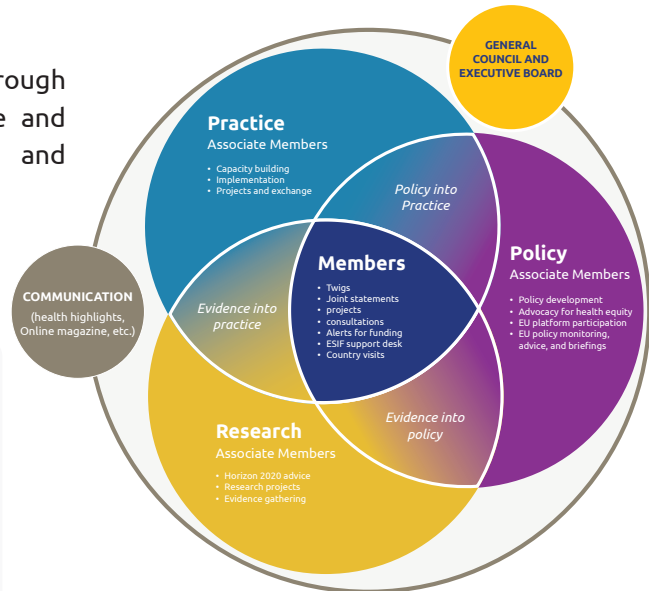 rough
e and
and
GENERAL
COUNCIL AND
EXECUTIVE BOARD
Practice
Associate Members
• Capacity building
• Implementation
• Projects and exchange
Policy into
Practice
Policy
Associate Members
• Policy development
• Advocacy for health equity
• EU platform participation
• EU policy monitoring,
advice, and briefings
Members
• Twigs
• Joint statements
• projects
• consultations
• Alerts for funding
• ESIF support desk
• Country visits
COMMUNICATION
(health highlights,
Online magazine, etc.)
Evidence into
practice
Evidence into
policy
Research
Associate Members
• Horizon 2020 advice
• Research projects
• Evidence gathering